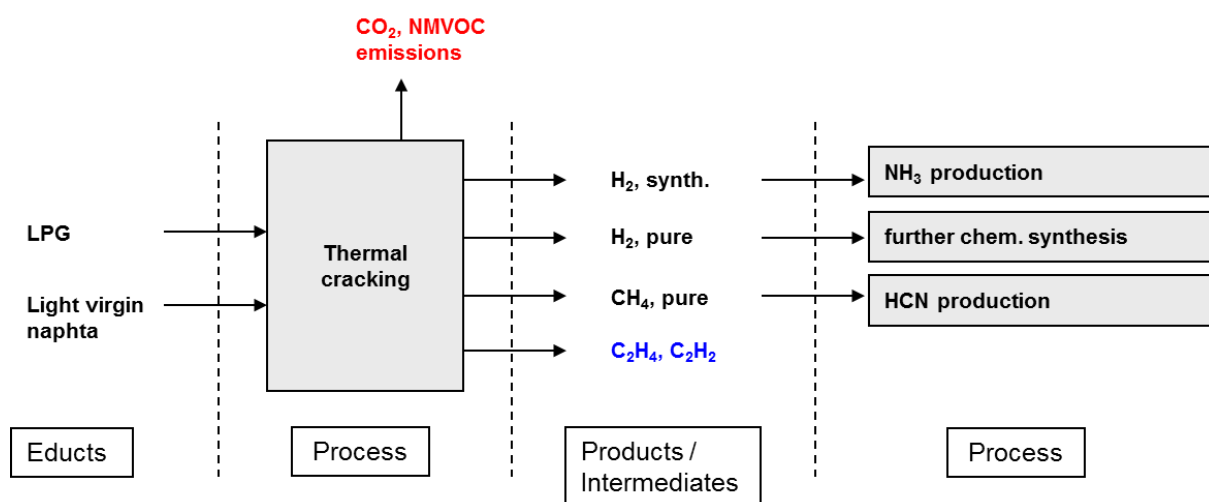 CO₂, NMVOC
emissions
LPG
Light virgin
naphta
Thermal
cracking
H₂, synth.
H₂, pure
CH₄, pure
C₂H₄, C₂H₂
NH₃ production
further chem. synthesis
HCN production
Educts
Process
Products /
Intermediates
Process